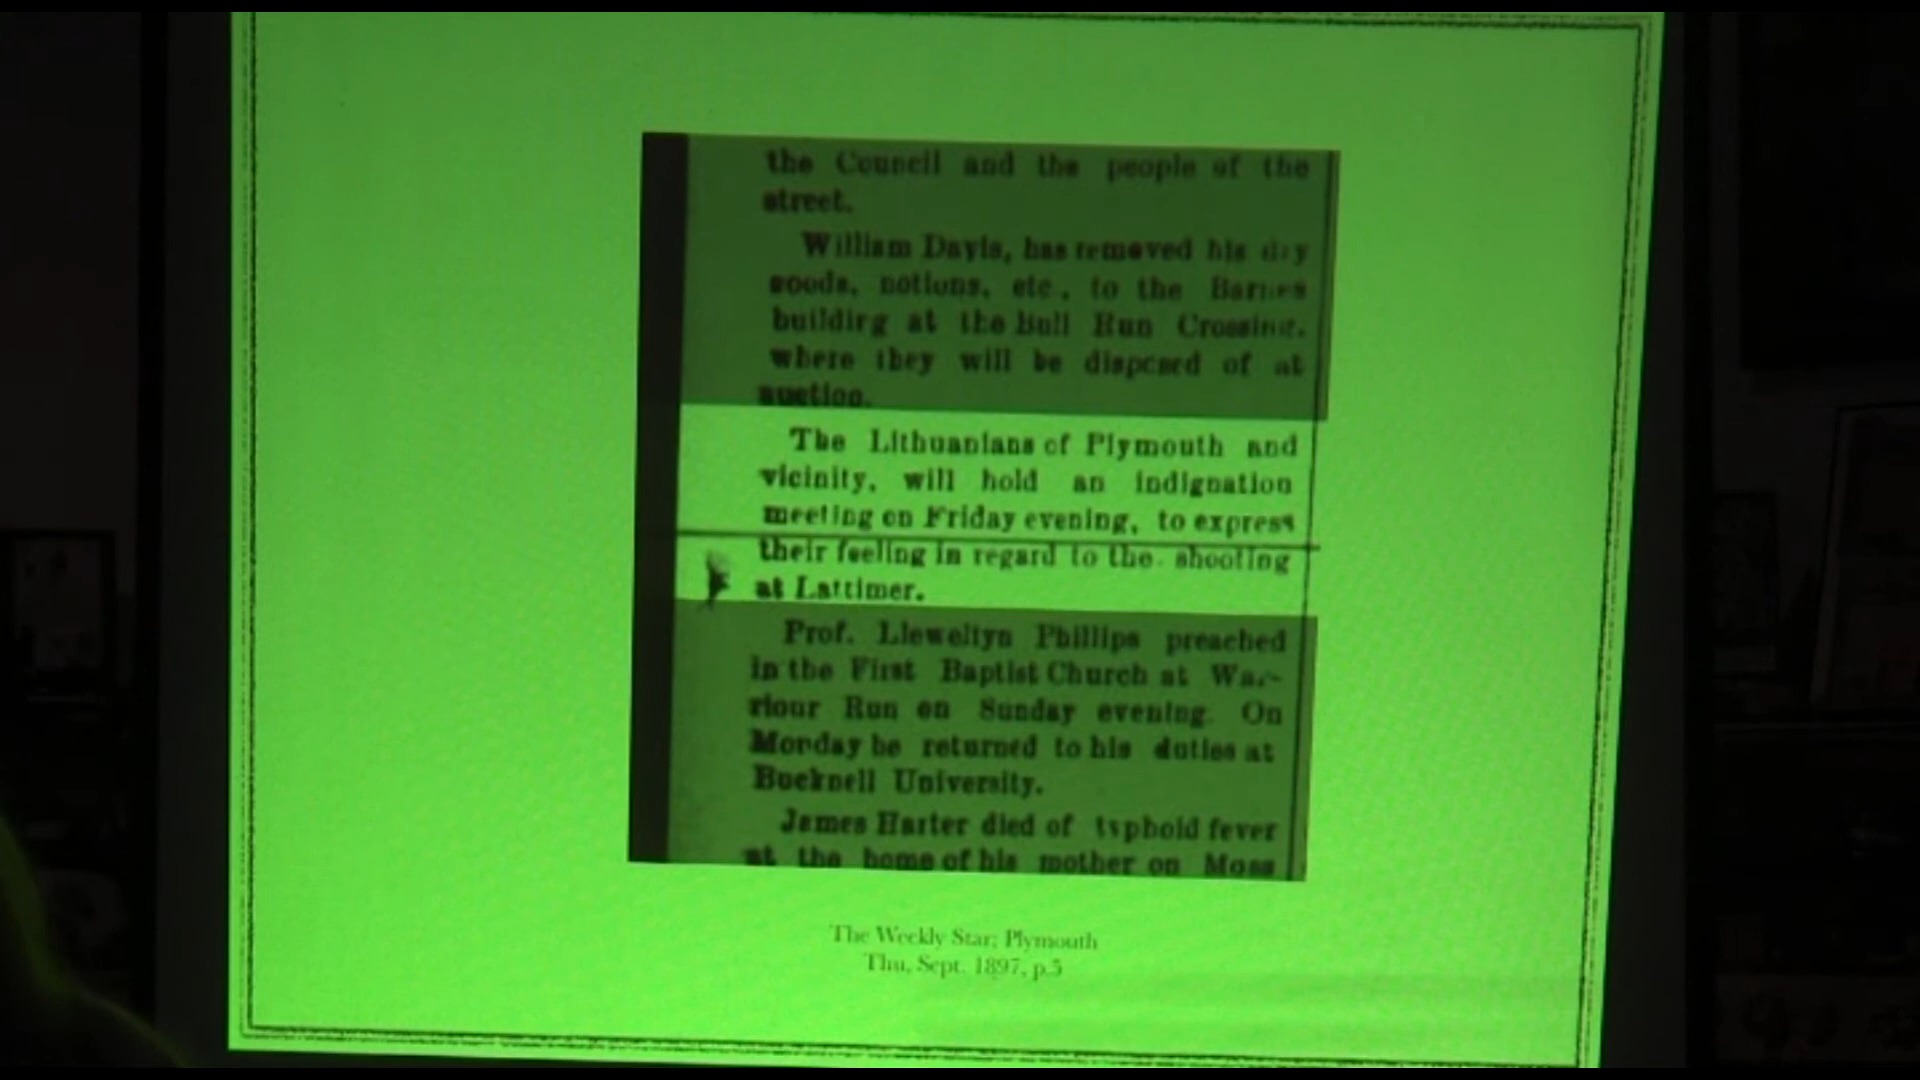 the Council and the people of the
street.
William Davis, has removed his dry
goods, notions, etc., to the Barnes
building at the Bull Run Crossing,
where they will be disposed of at
auction.
The Lithuanians of Plymouth and
vicinity, will hold an indignation
meeting on Friday evening, to express
their feeling in regard to the shooting
at Lattimer.
Prof. Llewellyn Phillips preached
in the First Baptist Church at War-
riour Run on Sunday evening. On
Monday he returned to his duties at
Bucknell University.
James Harter died of typhoid fever
at the home of his mother on Moss
The Weekly Star; Plymouth
Thu, Sept. 1897, p.5